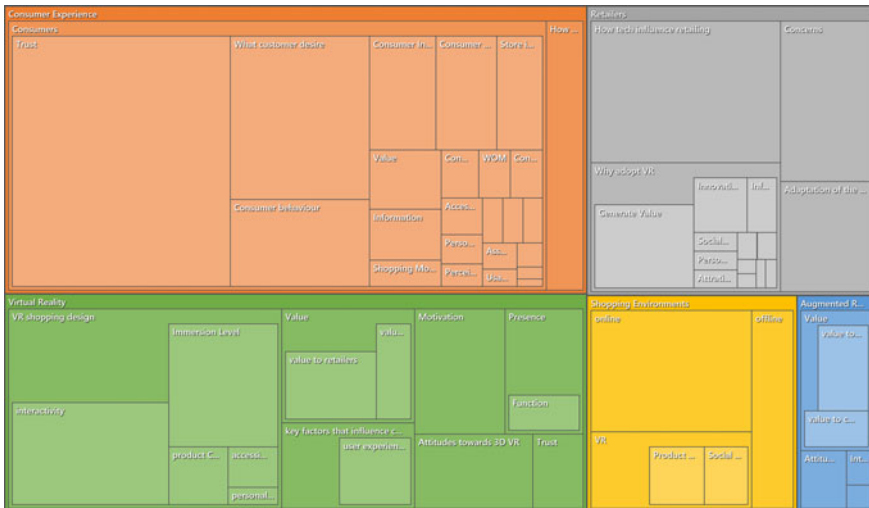 Consumer Experience
Consumers
How ...
Trust
What customer desire
Consumer In...
Consumer ...
Store i...
Value
Con...
WOM
Con...
Consumer behaviour
Information
Acces...
Perso...
Ass...
Shopping Mo...
Percei...
Use...
Retailers
How tech influence retailing
Concerns
Why adopt VR
Innovati...
Inf...
Adaptation of the ...
Generate Value
Social...
Perso...
Attradi...
Virtual Reality
VR shopping design
Immersion Level
interactivity
product C...
accessi...
personal...
Value
valu...
value to retailers
key factors that influence c...
user experien...
Motivation
Presence
Function
Attitudes towards 3D VR
Trust
Shopping Environments
online
offline
VR
Product ...
Social ...
Augmented R...
Value
value to...
value to c...
Attitu...
Int...